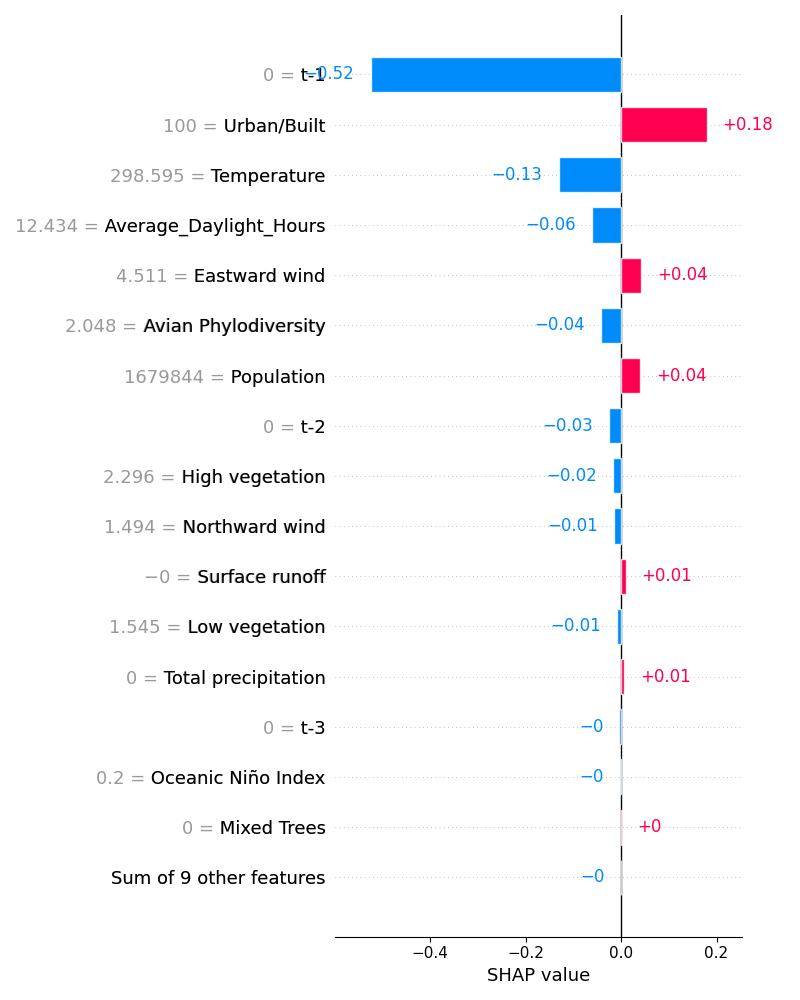 0 = t-1 −0.52
100 = Urban/Built +0.18
298.595 = Temperature −0.13
12.434 = Average_Daylight_Hours −0.06
4.511 = Eastward wind +0.04
2.048 = Avian Phylodiversity −0.04
1679844 = Population +0.04
0 = t-2 −0.03
2.296 = High vegetation −0.02
1.494 = Northward wind −0.01
−0 = Surface runoff +0.01
1.545 = Low vegetation −0.01
0 = Total precipitation +0.01
0 = t-3 −0
0.2 = Oceanic Niño Index −0
0 = Mixed Trees +0
Sum of 9 other features −0
−0.4 −0.2 0.0 0.2
SHAP value